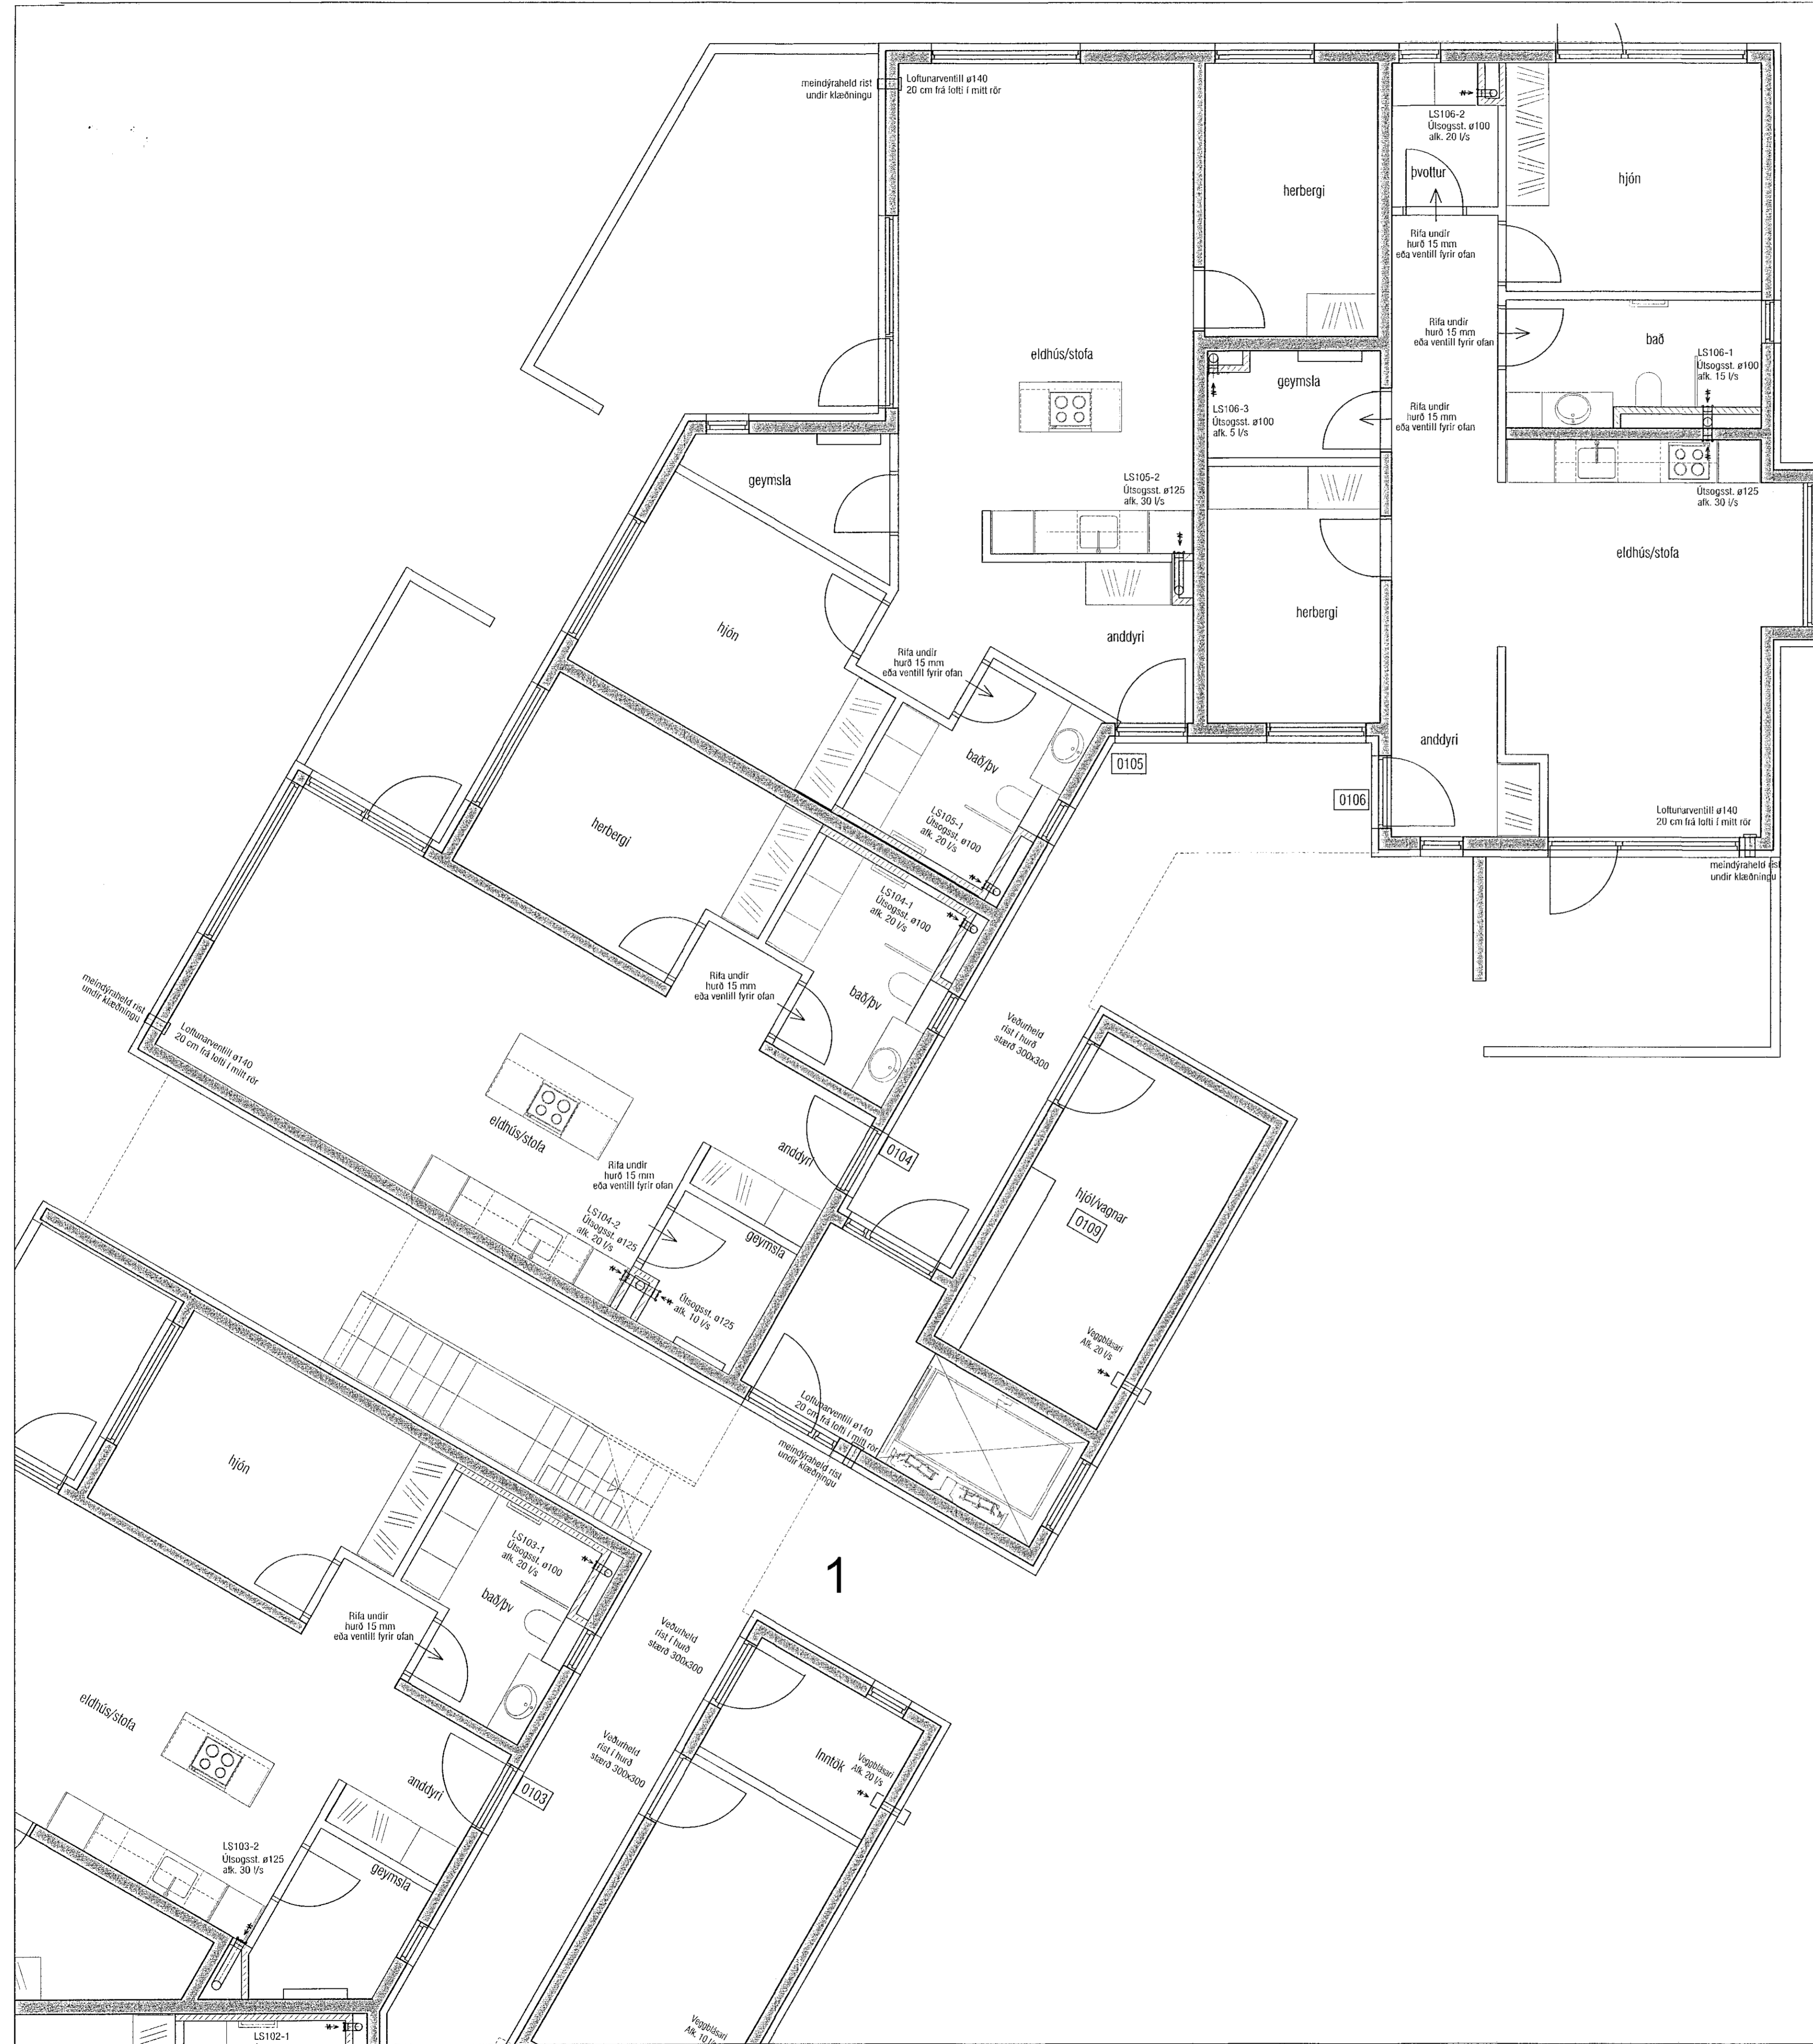 meindýraheld rist
undir klæðningu
Loftunarventill ø140
20 cm frá lofti í mitt rör
LS106-2
Útsogsst. ø100
afk. 20 l/s
þvottur
hjón
herbergi
Rifa undir
hurð 15 mm
eða ventill fyrir ofan
Rifa undir
hurð 15 mm
eða ventill fyrir ofan
bað
LS106-1
Útsogsst. ø100
afk. 15 l/s
eldhús/stofa
geymsla
LS106-3
Útsogsst. ø100
afk. 5 l/s
Rifa undir
hurð 15 mm
eða ventill fyrir ofan
geymsla
LS105-2
Útsogsst. ø125
afk. 30 l/s
Útsogsst. ø125
afk. 30 l/s
eldhús/stofa
hjón
herbergi
anddyri
Rifa undir
hurð 15 mm
eða ventill fyrir ofan
bað/þv
0105
anddyri
0106
Loftunarventill ø140
20 cm frá lofti í mitt rör
meindýraheld rist
undir klæðningu
herbergi
LS105-1
Útsogsst. ø100
afk. 20 l/s
LS104-1
Útsogsst. ø100
afk. 20 l/s
Rifa undir
hurð 15 mm
eða ventill fyrir ofan
bað/þv
meindýraheld rist
undir klæðningu
Loftunarventill ø140
20 cm frá lofti í mitt rör
Veðurheld
rist í hurð
stærð 300x300
eldhús/stofa
anddyri
0104
Rifa undir
hurð 15 mm
eða ventill fyrir ofan
hjól/vagnar
0109
LS104-2
Útsogsst. ø125
afk. 20 l/s
geymsla
Útsogsst. ø125
afk. 10 l/s
Veggblásari
Afk. 20 l/s
Loftunarventill ø140
20 cm frá lofti í mitt rör
meindýraheld rist
undir klæðningu
hjón
LS103-1
Útsogsst. ø100
afk. 20 l/s
1
bað/þv
Rifa undir
hurð 15 mm
eða ventill fyrir ofan
Veðurheld
rist í hurð
stærð 300x300
eldhús/stofa
Veðurheld
rist í hurð
stærð 300x300
Inntök
Veggblásari
Afk. 20 l/s
anddyri
0103
LS103-2
Útsogsst. ø125
afk. 30 l/s
geymsla
LS102-1
Veggblásari
Afk. 10 l/s